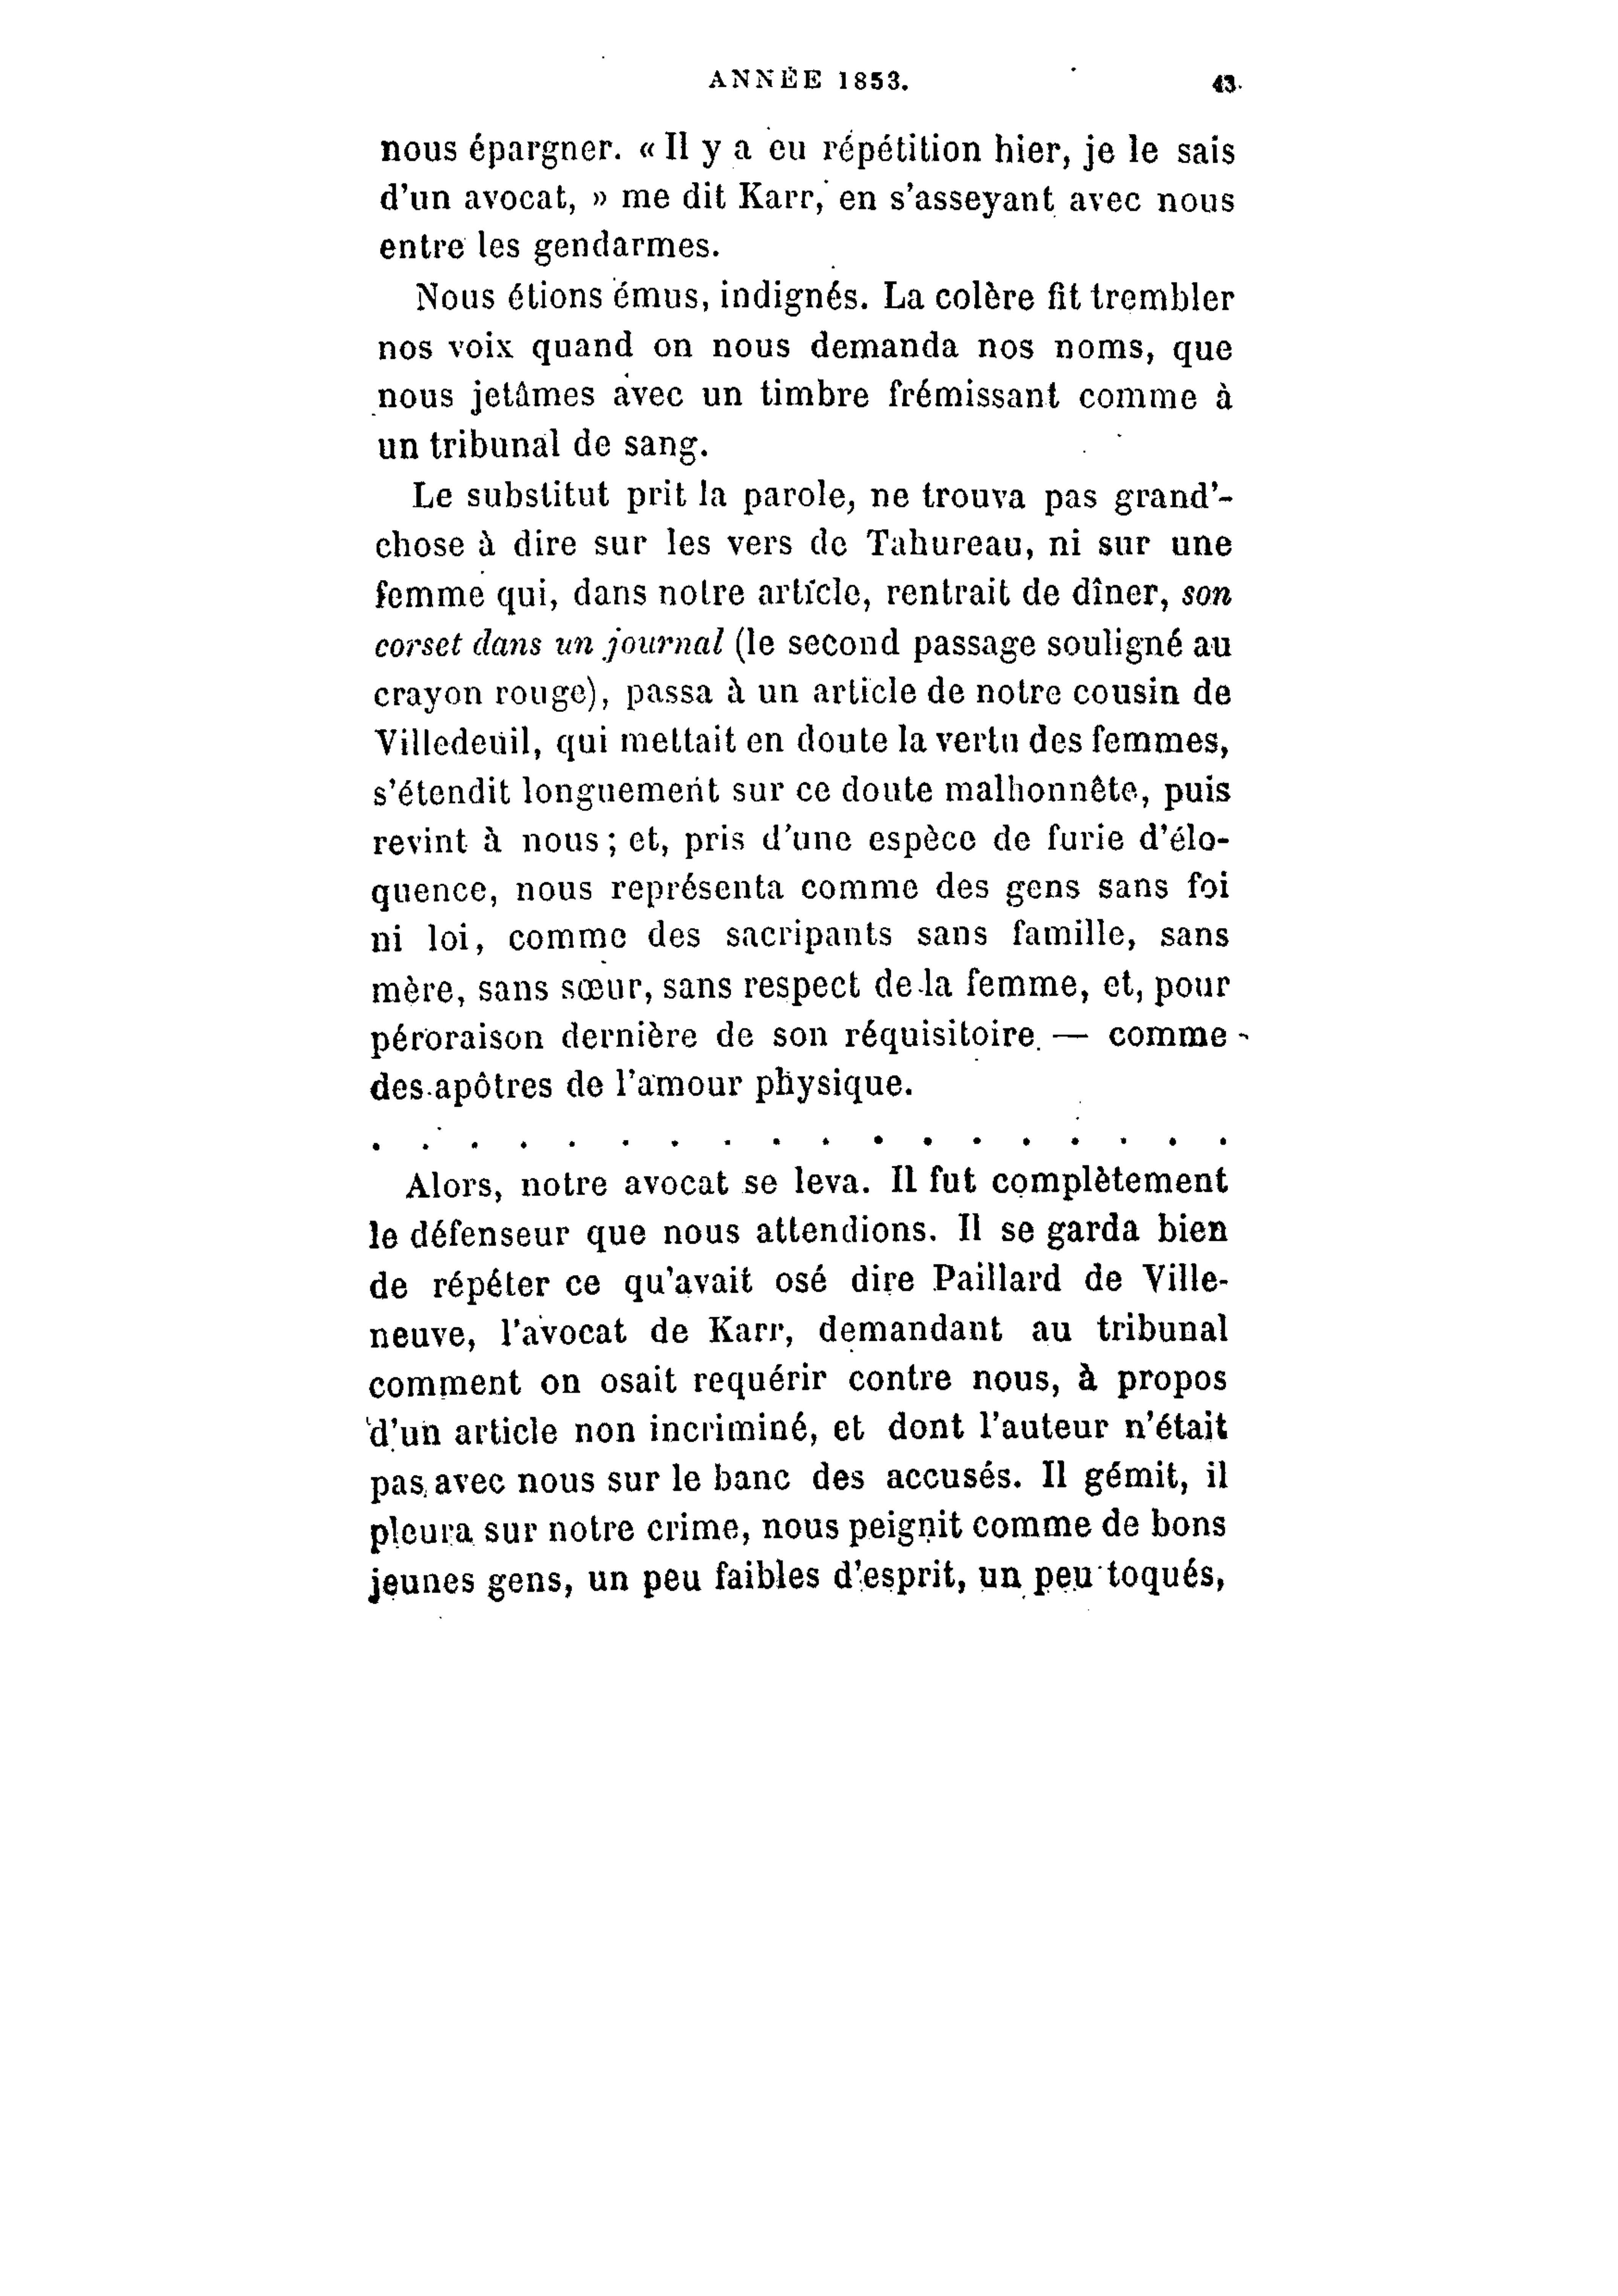 ANNÉE 1853. 43
nous épargner. « Il y a eu répétition hier, je le sais
d'un avocat, » me dit Karr, en s'asseyant avec nous
entre les gendarmes.
Nous étions émus, indignés. La colère fit trembler
nos voix quand on nous demanda nos noms, que
nous jetâmes avec un timbre frémissant comme à
un tribunal de sang.
Le substitut prit la parole, ne trouva pas grand'-
chose à dire sur les vers de Tahureau, ni sur une
femme qui, dans notre article, rentrait de dîner, son
corset dans un journal (le second passage souligné au
crayon rouge), passa à un article de notre cousin de
Villedeuil, qui mettait en doute la vertu des femmes,
s'étendit longuement sur ce doute malhonnête, puis
revint à nous ; et, pris d'une espèce de furie d'élo-
quence, nous représenta comme des gens sans foi
ni loi, comme des sacripants sans famille, sans
mère, sans sœur, sans respect de la femme, et, pour
péroraison dernière de son réquisitoire. — comme
des apôtres de l'amour physique.
. . . . . . . . . . . . . . . . . .
Alors, notre avocat se leva. Il fut complètement
le défenseur que nous attendions. Il se garda bien
de répéter ce qu'avait osé dire Paillard de Ville-
neuve, l'avocat de Karr, demandant au tribunal
comment on osait requérir contre nous, à propos
d'un article non incriminé, et dont l'auteur n'était
pas avec nous sur le banc des accusés. Il gémit, il
pleura sur notre crime, nous peignit comme de bons
jeunes gens, un peu faibles d'esprit, un peu toqués,